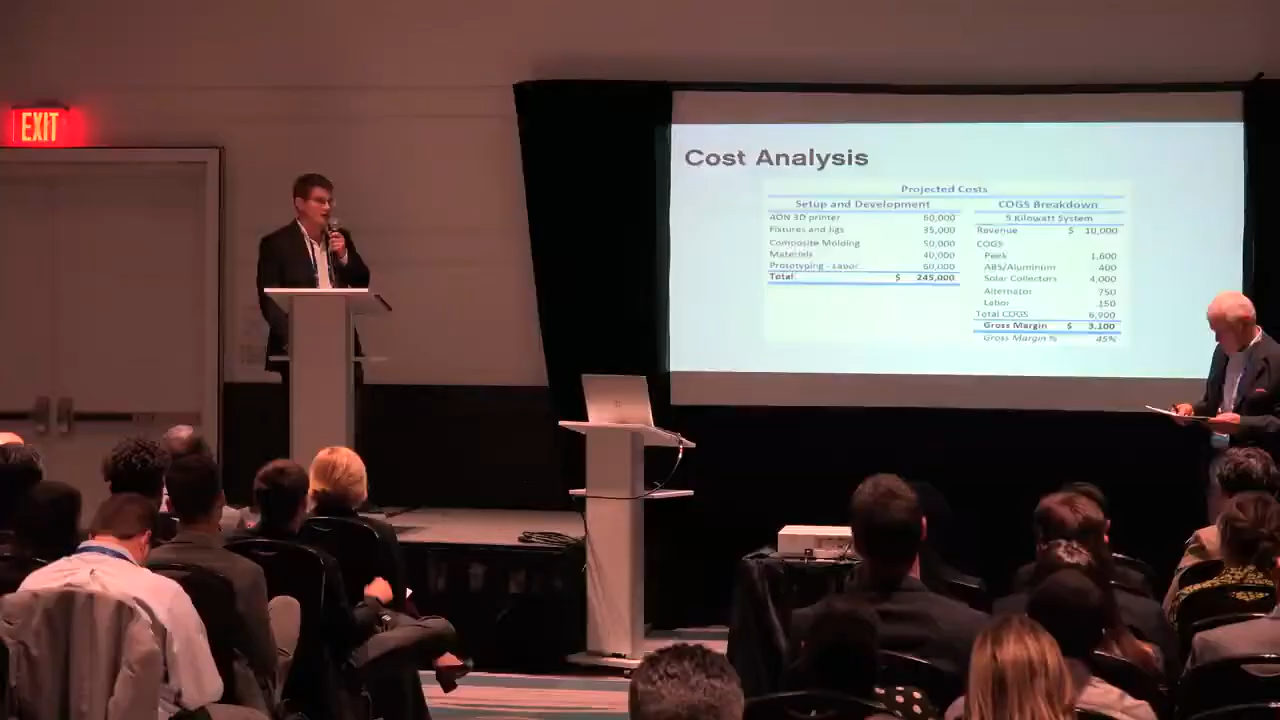 EXIT
Cost Analysis
Projected Costs
Setup and Development
AON 3D printer 60,000
Fixtures and Jigs 35,000
Composite Molding 50,000
Materials 40,000
Prototyping - Labor 60,000
Total $ 245,000
COGS Breakdown
5 Kilowatt System
Revenue $ 10,000
COGS
Peek 1,600
ABS/Aluminum 400
Solar Collectors 4,000
Alternator 750
Labor 150
Total COGS 6,900
Gross Margin $ 3,100
Gross Margin % 45%